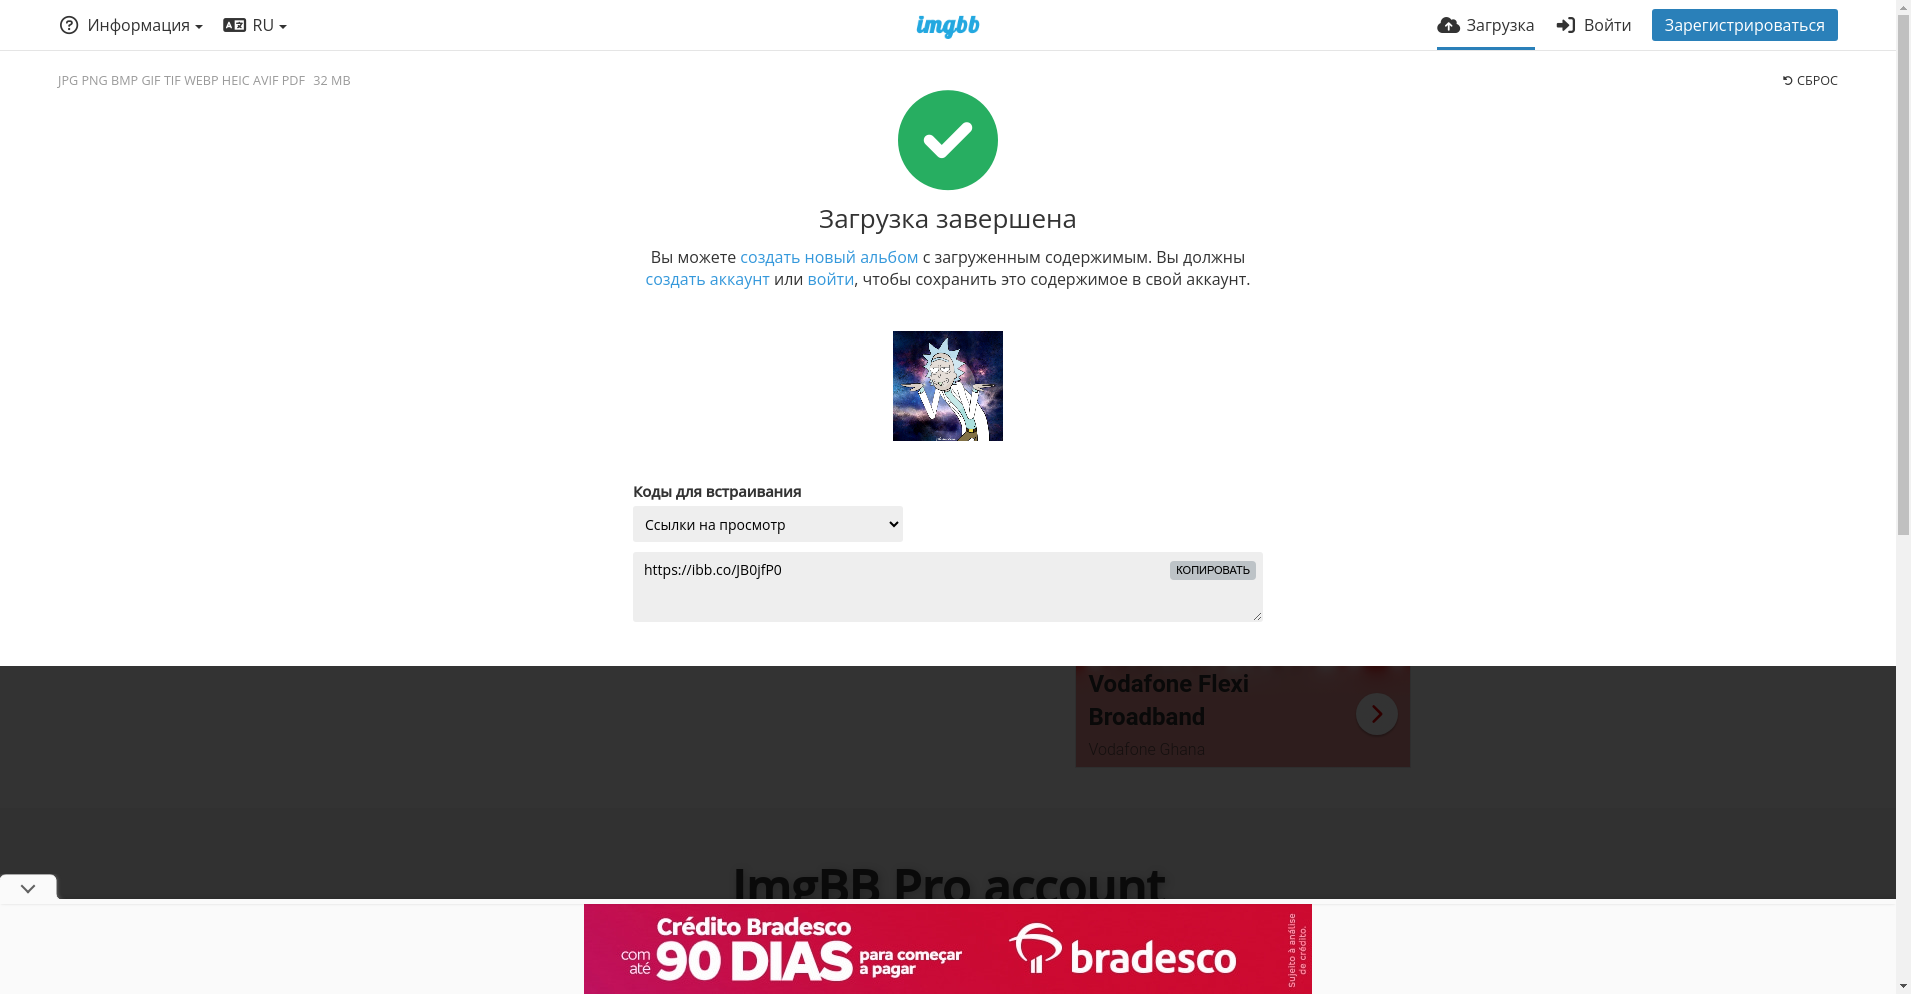 Информация
RU
imgbb
Загрузка
Войти
Зарегистрироваться
JPG PNG BMP GIF TIF WEBP HEIC AVIF PDF 32 MB
СБРОС
Загрузка завершена
Вы можете создать новый альбом с загруженным содержимым. Вы должны
создать аккаунт или войти, чтобы сохранить это содержимое в свой аккаунт.
Коды для встраивания
Ссылки на просмотр
https://ibb.co/JB0jfP0
КОПИРОВАТЬ
Vodafone Flexi
Broadband
Vodafone Ghana
ImgBB Pro account
Crédito Bradesco
com até 90 DIAS para começar a pagar
bradesco
Sujeito à análise
de crédito.